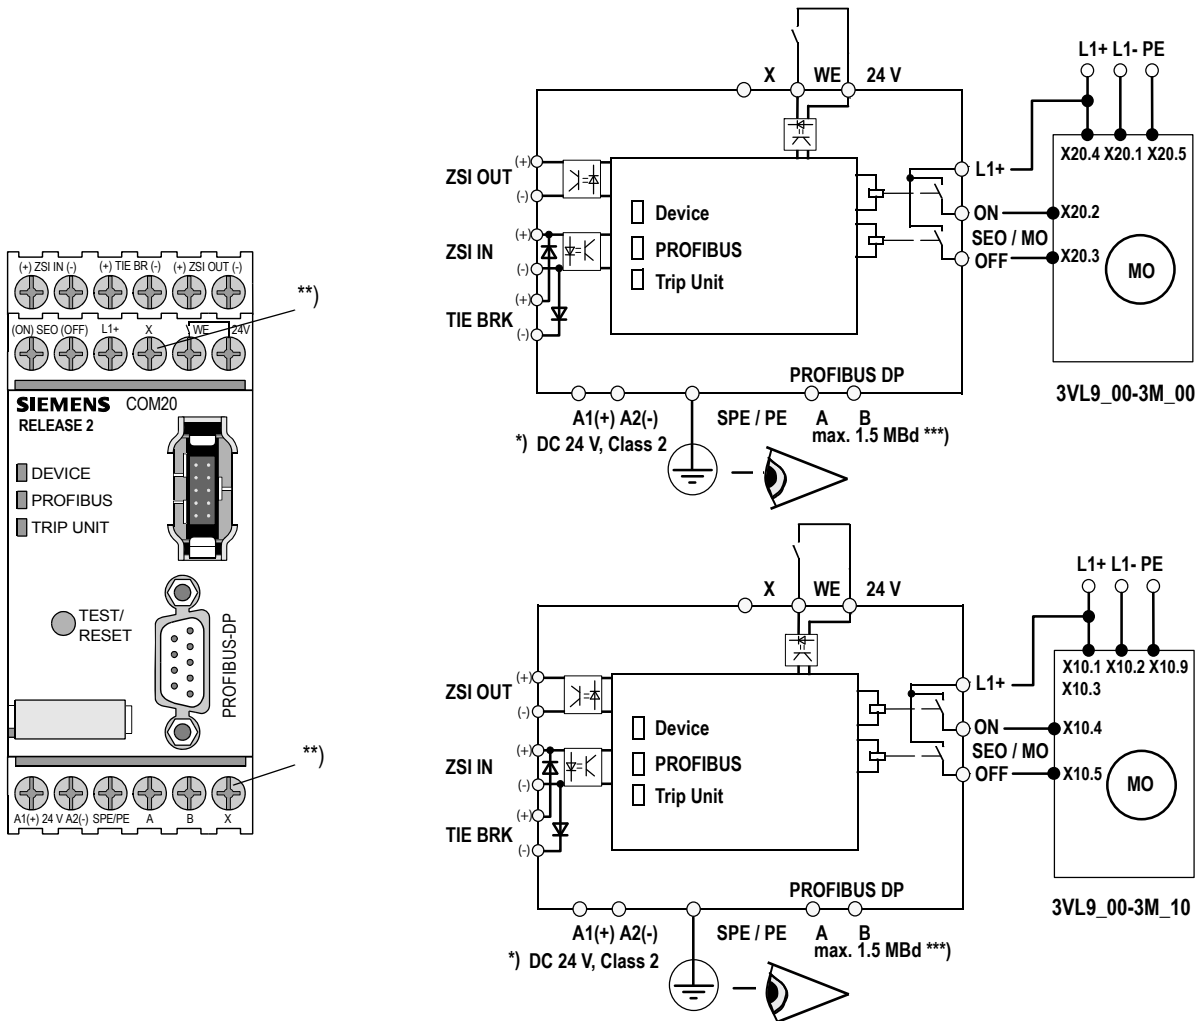 (+) ZSI IN (-) (+) TIE BR (-) (+) ZSI OUT (-)
**)
(ON) SEO (OFF) L1+ X WE 24V
SIEMENS COM20
RELEASE 2
DEVICE
PROFIBUS
TRIP UNIT
TEST/
RESET
PROFIBUS-DP
**)
A1(+) 24 V A2(-) SPE/PE A B X
X WE 24 V
L1+ L1- PE
X20.4 X20.1 X20.5
(+)
ZSI OUT
(-)
L1+
Device
ON
X20.2
(+)
ZSI IN
PROFIBUS
SEO / MO
(-)
OFF
X20.3
MO
Trip Unit
(+)
TIE BRK
(-)
PROFIBUS DP
3VL9_00-3M_00
A1(+) A2(-) SPE / PE A B
*) DC 24 V, Class 2
max. 1.5 MBd ***)
X WE 24 V
L1+ L1- PE
X10.1 X10.2 X10.9
X10.3
(+)
ZSI OUT
(-)
L1+
Device
ON
X10.4
(+)
ZSI IN
PROFIBUS
SEO / MO
(-)
OFF
X10.5
MO
Trip Unit
(+)
TIE BRK
(-)
PROFIBUS DP
3VL9_00-3M_10
A1(+) A2(-) SPE / PE A B
*) DC 24 V, Class 2
max. 1.5 MBd ***)